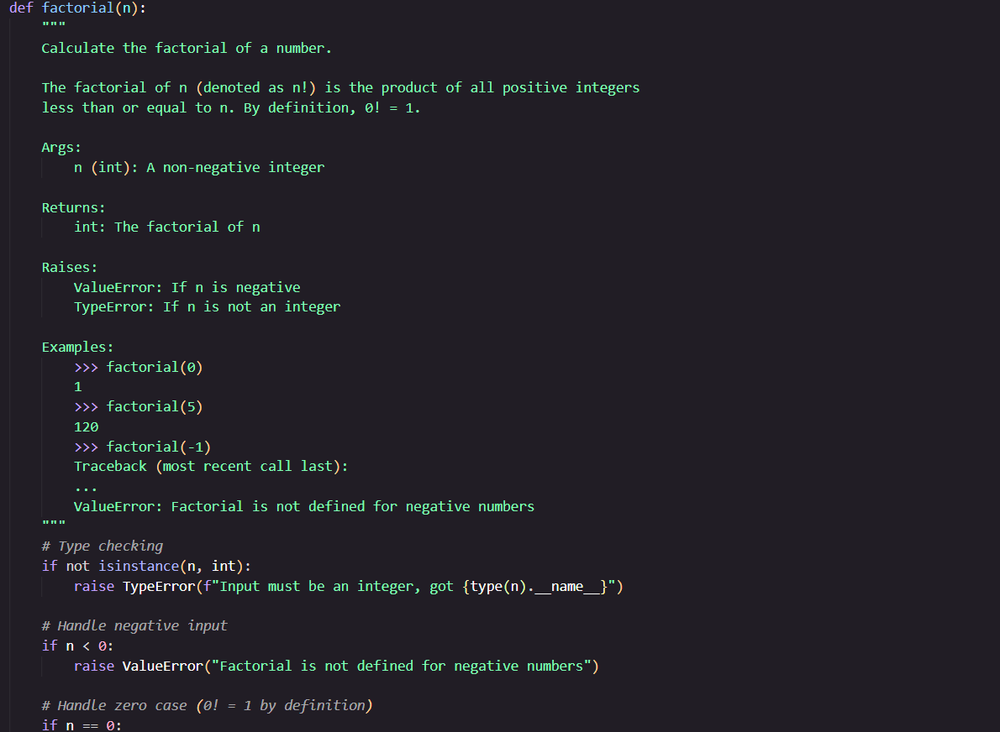 def factorial(n):
    """
    Calculate the factorial of a number.

    The factorial of n (denoted as n!) is the product of all positive integers
    less than or equal to n. By definition, 0! = 1.

    Args:
        n (int): A non-negative integer

    Returns:
        int: The factorial of n

    Raises:
        ValueError: If n is negative
        TypeError: If n is not an integer

    Examples:
        >>> factorial(0)
        1
        >>> factorial(5)
        120
        >>> factorial(-1)
        Traceback (most recent call last):
        ...
        ValueError: Factorial is not defined for negative numbers
    """
    # Type checking
    if not isinstance(n, int):
        raise TypeError(f"Input must be an integer, got {type(n).__name__}")

    # Handle negative input
    if n < 0:
        raise ValueError("Factorial is not defined for negative numbers")

    # Handle zero case (0! = 1 by definition)
    if n == 0: